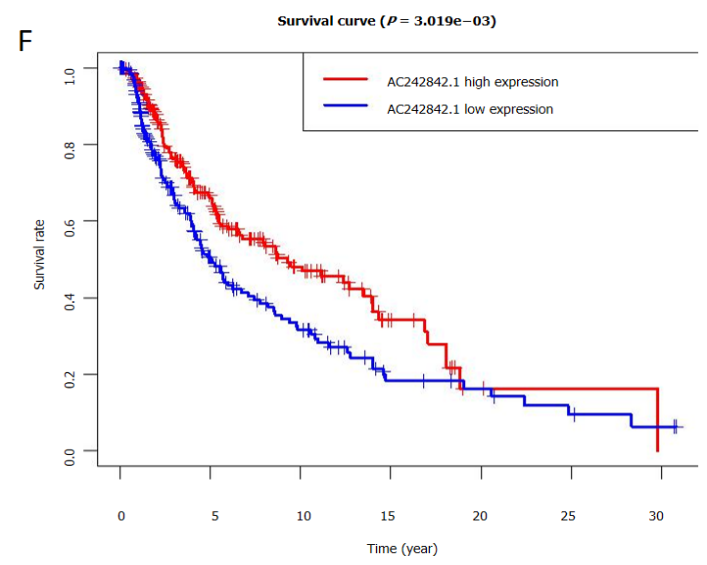 Survival curve (P = 3.019e−03)
F
AC242842.1 high expression
AC242842.1 low expression
1.0
0.8
0.6
0.4
0.2
0.0
Survival rate
0 5 10 15 20 25 30
Time (year)